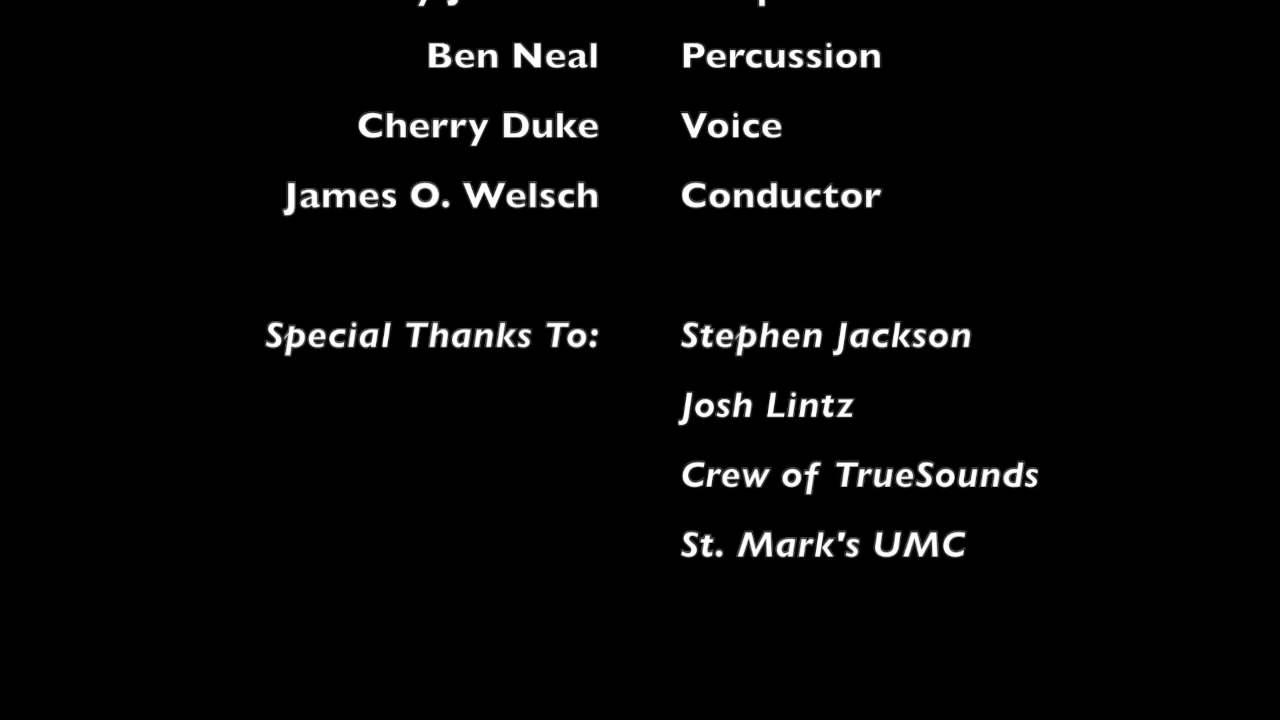 Ben Neal Percussion
Cherry Duke Voice
James O. Welsch Conductor
Special Thanks To: Stephen Jackson
Josh Lintz
Crew of TrueSounds
St. Mark's UMC